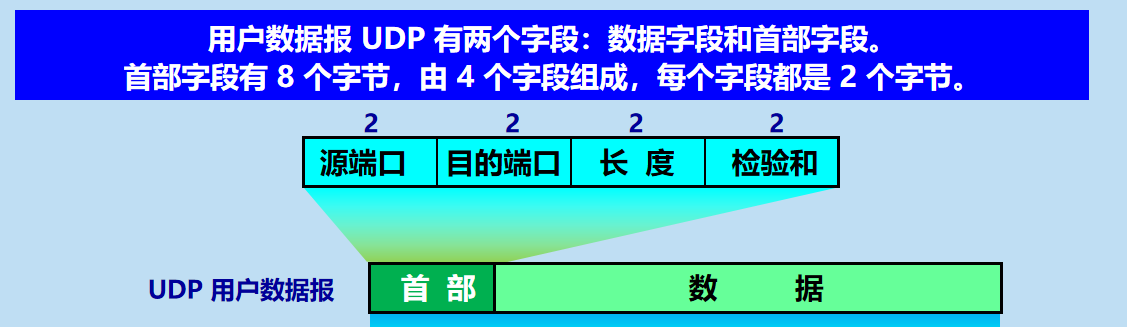 用户数据报 UDP 有两个字段：数据字段和首部字段。
首部字段有 8 个字节，由 4 个字段组成，每个字段都是 2 个字节。
2 2 2 2
源端口 目的端口 长 度 检验和
UDP 用户数据报 首 部 数 据